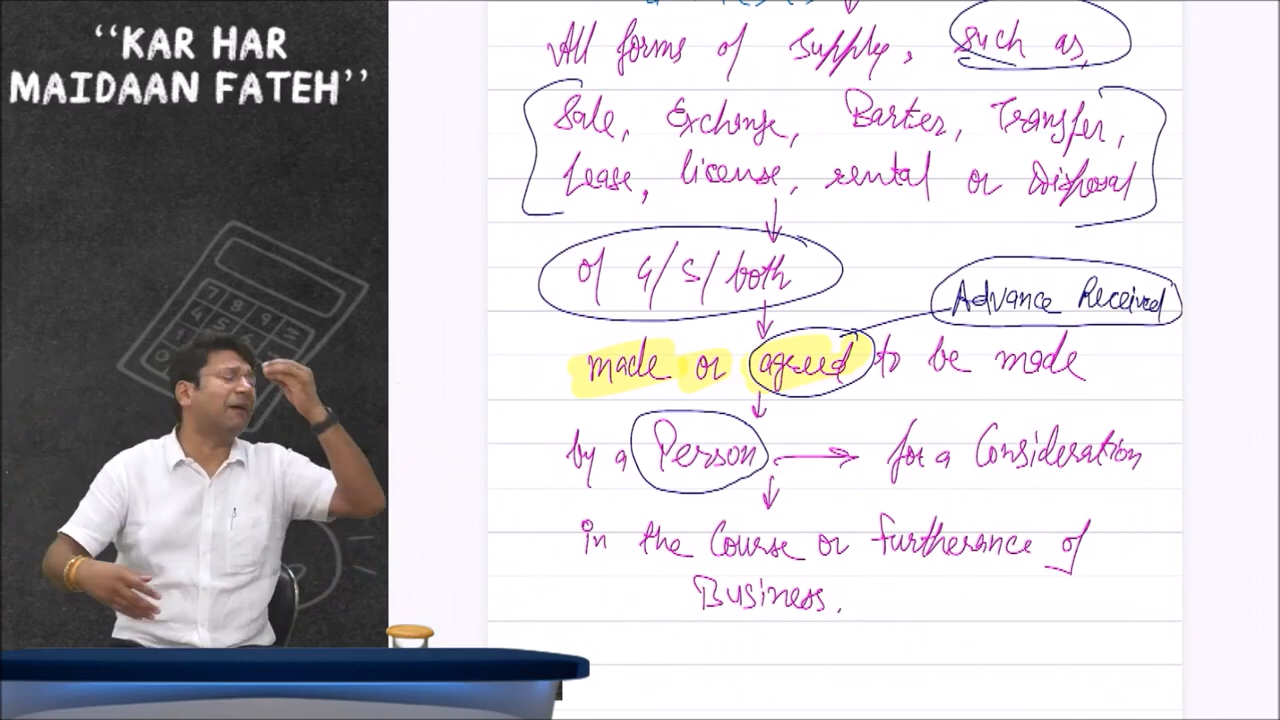 “KAR HAR
MAIDAAN FATEH”
All forms of Supply, such as,
Sale, Exchange, Barter, Transfer,
Lease, license, rental or Disposal
of G/S/both
Advance Received
made or agreed to be made
by a Person → for a Consideration
in the Course or furtherance of
Business.